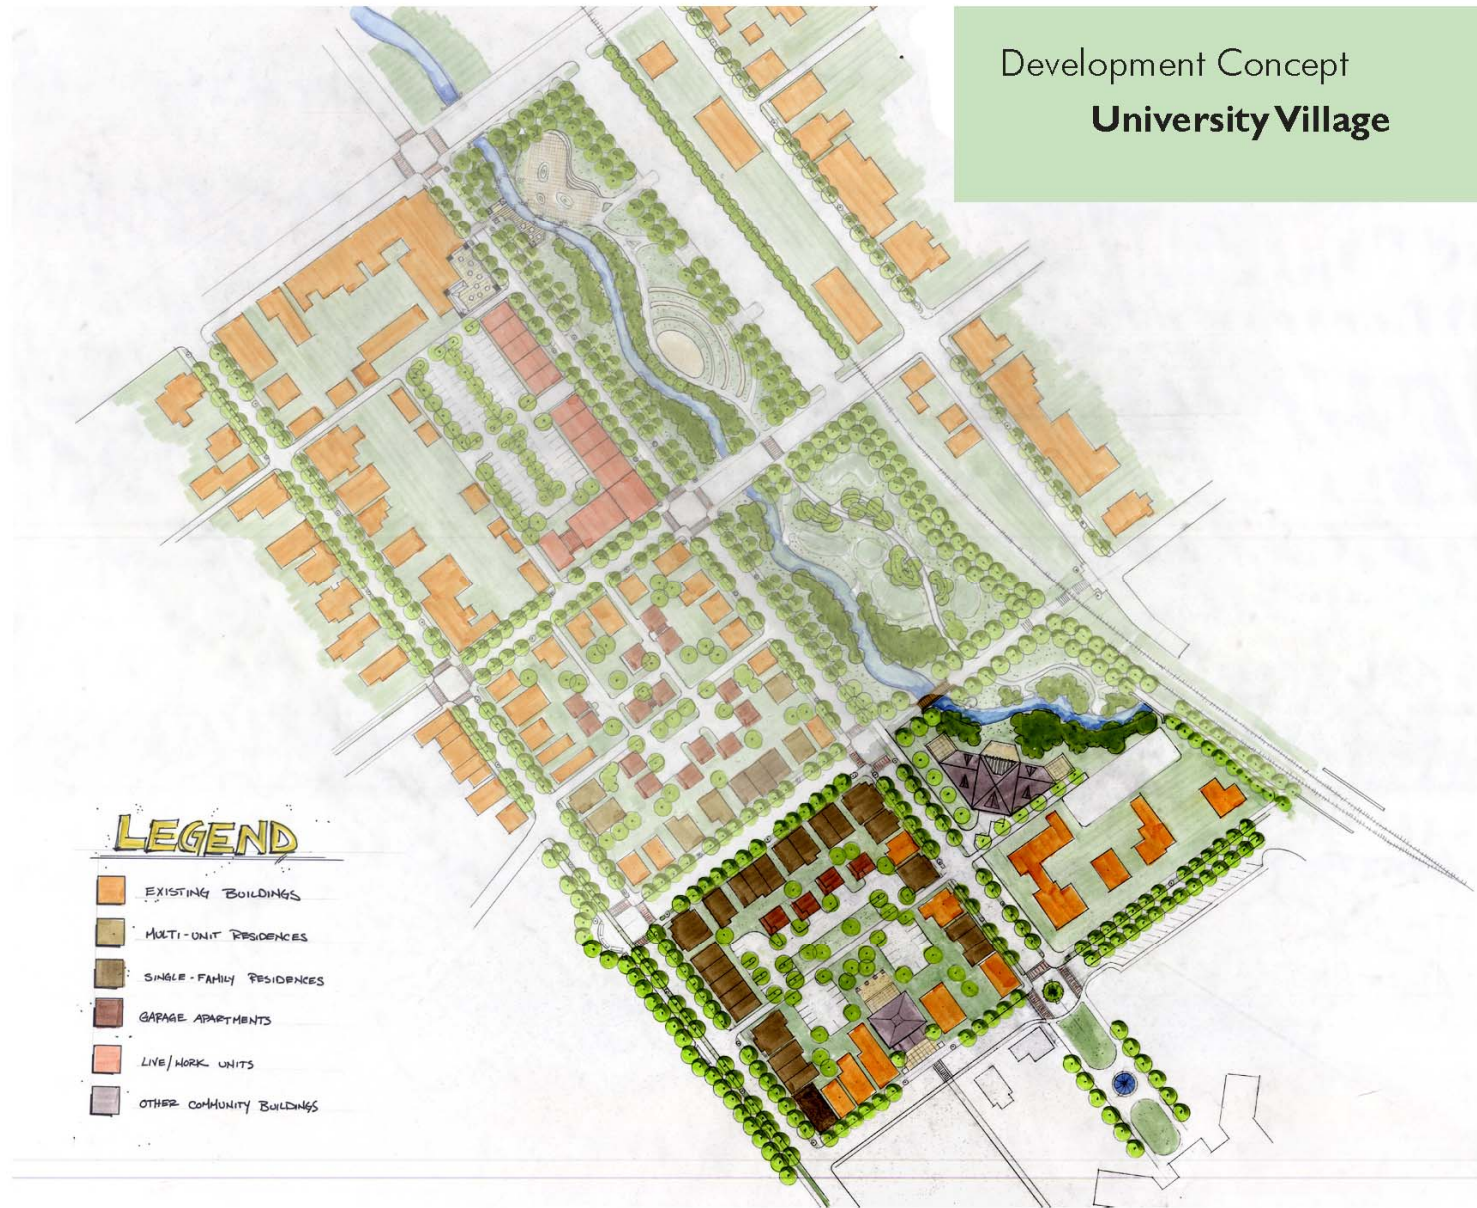 Development Concept
University Village
LEGEND
EXISTING BUILDINGS
MULTI-UNIT RESIDENCES
SINGLE-FAMILY RESIDENCES
GARAGE APARTMENTS
LIVE/WORK UNITS
OTHER COMMUNITY BUILDINGS